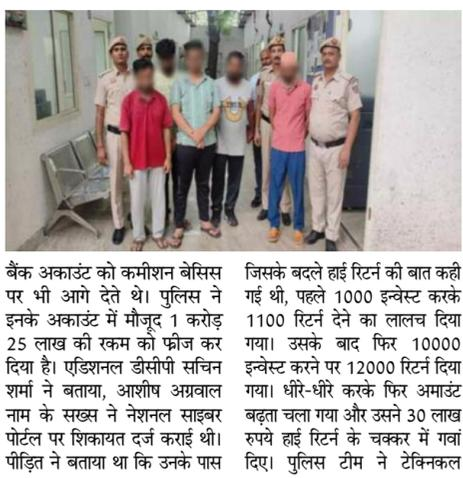 बैंक अकाउंट को कमीशन बेसिस
पर भी आगे देते थे। पुलिस ने
इनके अकाउंट में मौजूद 1 करोड़
25 लाख की रकम को फ्रीज कर
दिया है। एडिशनल डीसीपी सचिन
शर्मा ने बताया, आशीष अग्रवाल
नाम के सख्स ने नेशनल साइबर
पोर्टल पर शिकायत दर्ज कराई थी।
पीड़ित ने बताया था कि उनके पास
जिसके बदले हाई रिटर्न की बात कही
गई थी, पहले 1000 इन्वेस्ट करके
1100 रिटर्न देने का लालच दिया
गया। उसके बाद फिर 10000
इन्वेस्ट करने पर 12000 रिटर्न दिया
गया। धीरे-धीरे करके फिर अमाउंट
बढ़ता चला गया और उसने 30 लाख
रुपये हाई रिटर्न के चक्कर में गवां
दिए। पुलिस टीम ने टेक्निकल